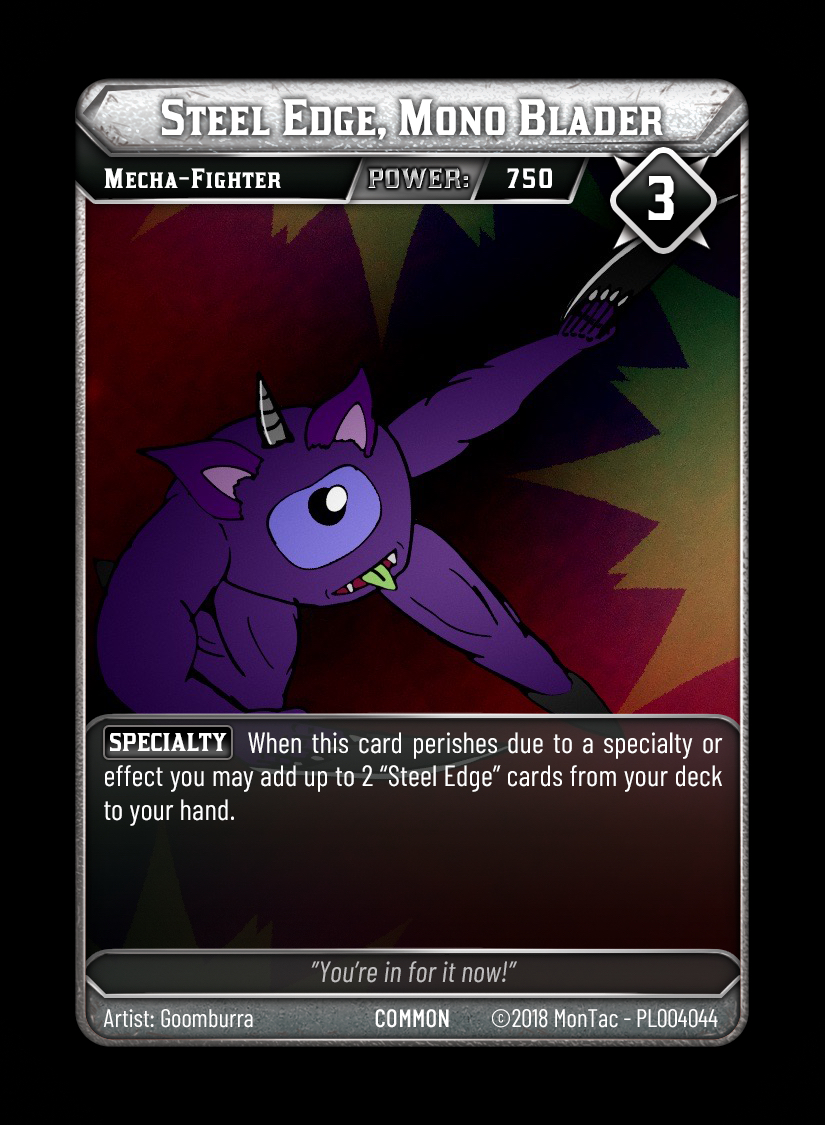 Steel Edge, Mono Blader
Mecha-Fighter POWER: 750
3
SPECIALTY When this card perishes due to a specialty or
effect you may add up to 2 “Steel Edge” cards from your deck
to your hand.
"You're in for it now!"
Artist: Goomburra COMMON ©2018 MonTac - PL004044